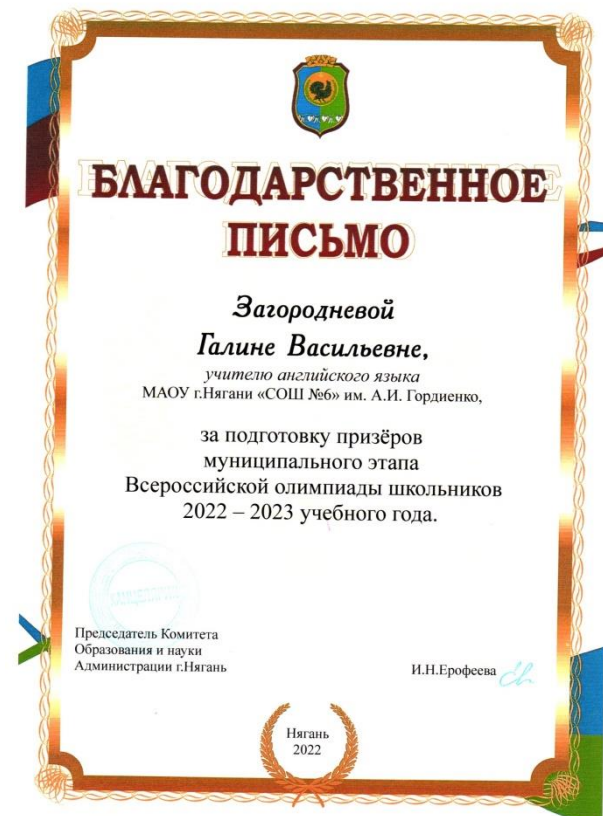 БЛАГОДАРСТВЕННОЕ
ПИСЬМО
Загородневой
Галине Васильевне,
учителю английского языка
МАОУ г.Нягани «СОШ №6» им. А.И. Гордиенко,
за подготовку призёров
муниципального этапа
Всероссийской олимпиады школьников
2022 – 2023 учебного года.
Председатель Комитета
Образования и науки
Администрации г.Нягань
И.Н.Ерофеева
Нягань
2022